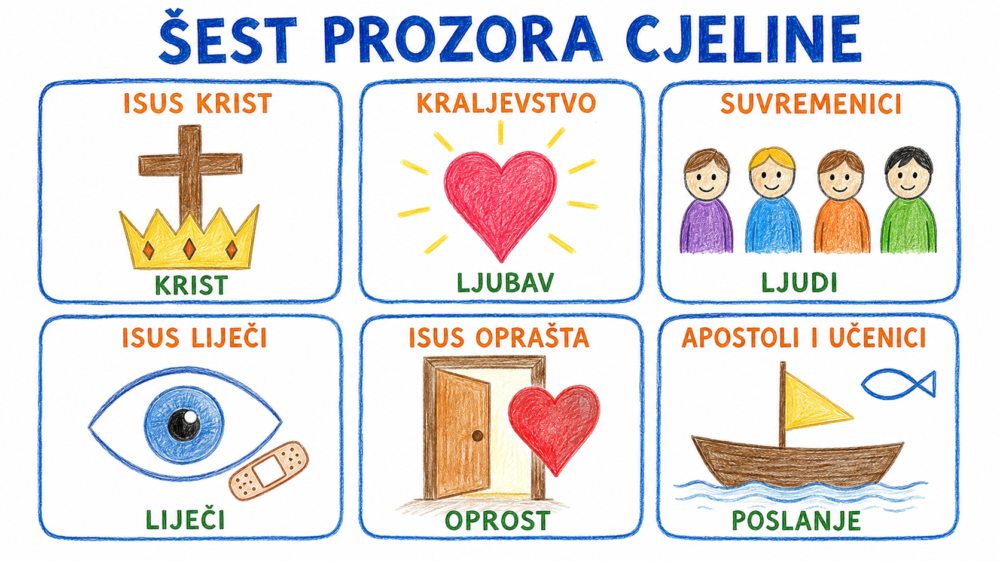 ŠEST PROZORA CJELINE
ISUS KRIST
KRIST
KRALJEVSTVO
LJUBAV
SUVREMENICI
LJUDI
ISUS LIJEČI
LIJEČI
ISUS OPRAŠTA
OPROST
APOSTOLI I UČENICI
POSLANJE